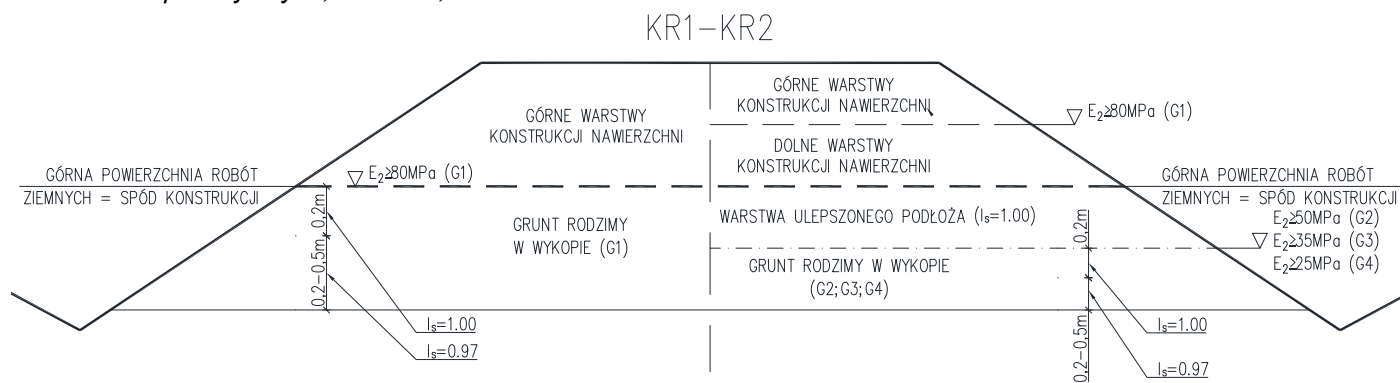 KR1-KR2
GÓRNE WARSTWY
KONSTRUKCJI NAWIERZCHNI
GÓRNE WARSTWY
KONSTRUKCJI NAWIERZCHNI
E₂≥80MPa (G1)
DOLNE WARSTWY
KONSTRUKCJI NAWIERZCHNI
GÓRNA POWIERZCHNIA ROBÓT
ZIEMNYCH = SPÓD KONSTRUKCJI
E₂≥80MPa (G1)
GÓRNA POWIERZCHNIA ROBÓT
ZIEMNYCH = SPÓD KONSTRUKCJI
0,2m
0,2-0,5m
GRUNT RODZIMY
W WYKOPIE (G1)
WARSTWA ULEPSZONEGO PODŁOŻA (Iₛ=1.00)
0,2m
E₂≥50MPa (G2)
E₂≥35MPa (G3)
E₂≥25MPa (G4)
GRUNT RODZIMY W WYKOPIE
(G2;G3;G4)
Iₛ=1.00
Iₛ=0.97
0,2-0,5m
Iₛ=1.00
Iₛ=0.97